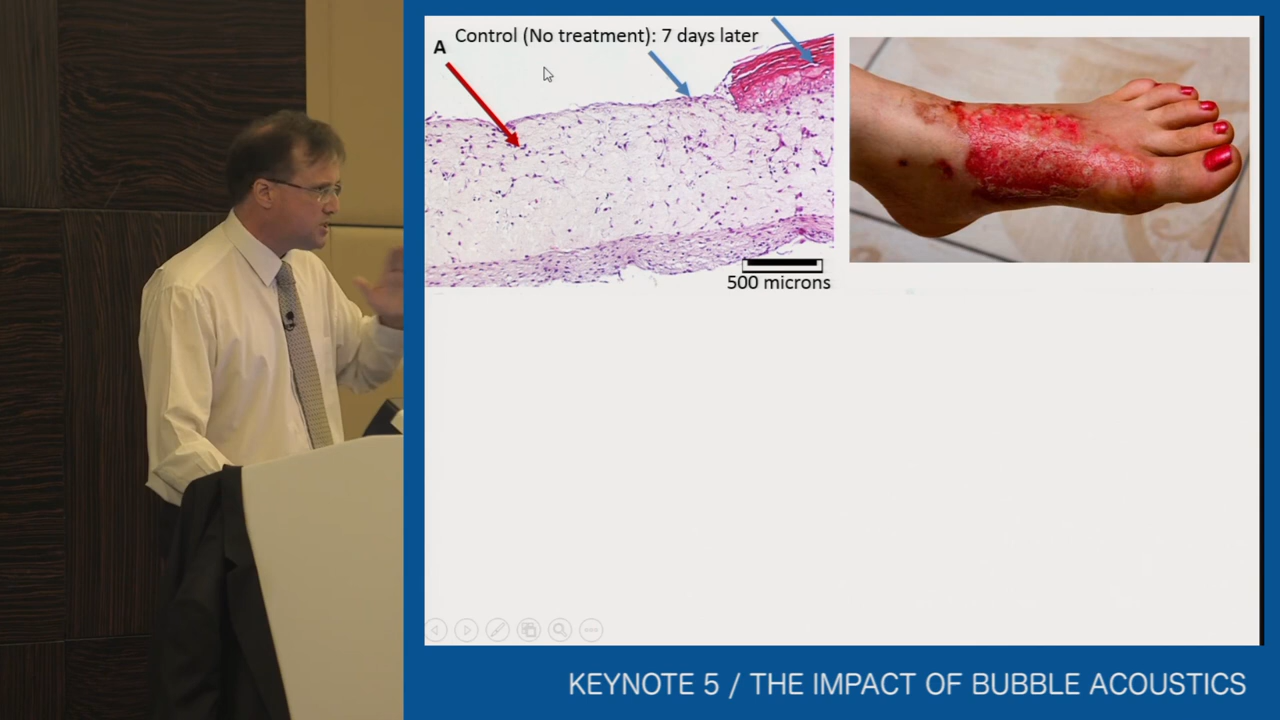 A
Control (No treatment): 7 days later
500 microns
KEYNOTE 5 / THE IMPACT OF BUBBLE ACOUSTICS